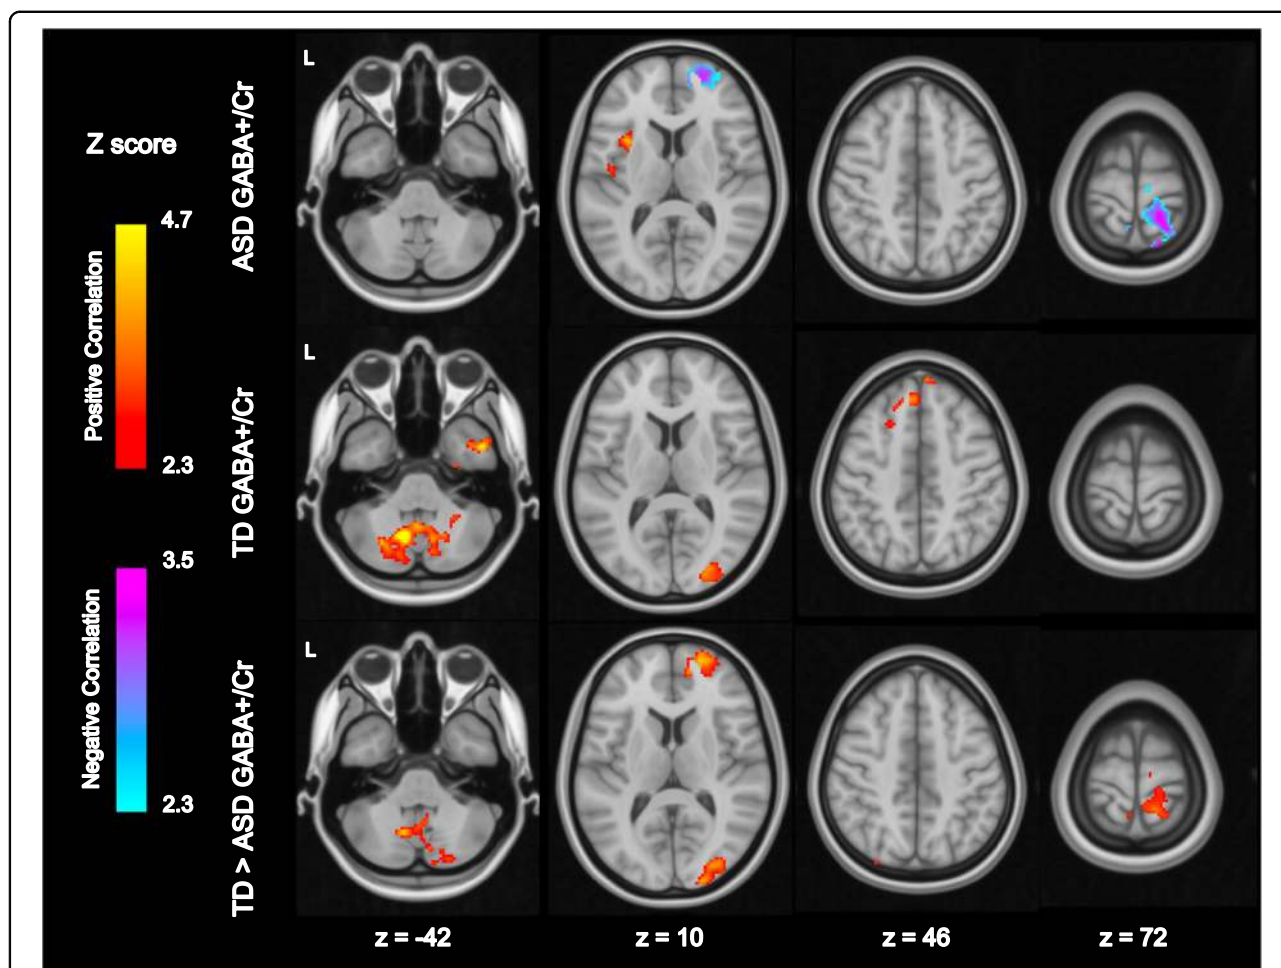 Z score
Positive Correlation
4.7
2.3
Negative Correlation
3.5
2.3
ASD GABA+/Cr
L
TD GABA+/Cr
L
TD > ASD GABA+/Cr
L
z = -42
z = 10
z = 46
z = 72